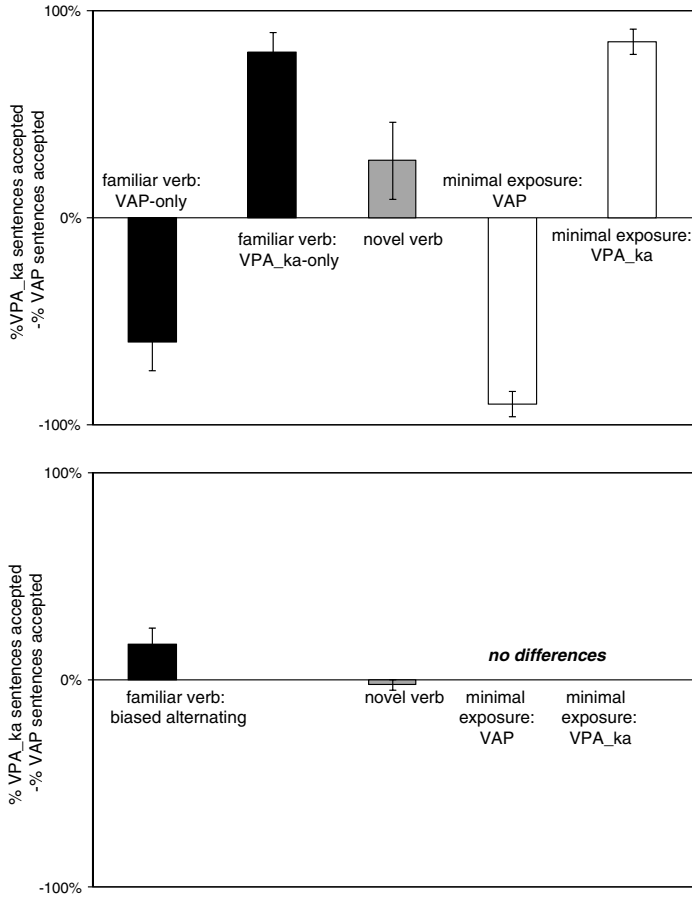 100%
%VPA_ka sentences accepted
-% VAP sentences accepted
familiar verb:
VAP-only
minimal exposure:
VAP
0%
familiar verb:
VPA_ka-only
novel verb
minimal exposure:
VPA_ka
-100%
100%
% VPA_ka sentences accepted
-% VAP sentences accepted
no differences
0%
familiar verb:
biased alternating
novel verb
minimal
exposure:
VAP
minimal
exposure:
VPA_ka
-100%